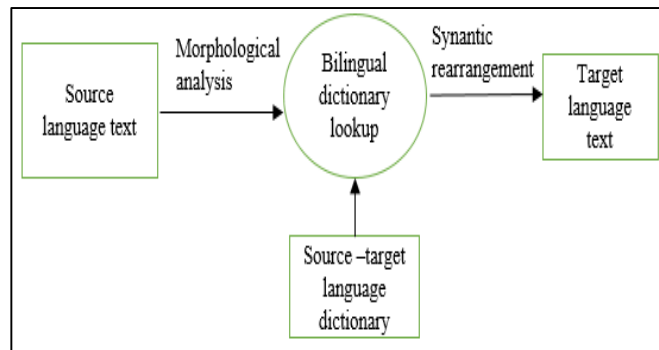 Source
language text
Morphological
analysis
Bilingual
dictionary
lookup
Synantic
rearrangement
Target
language
text
Source –target
language
dictionary